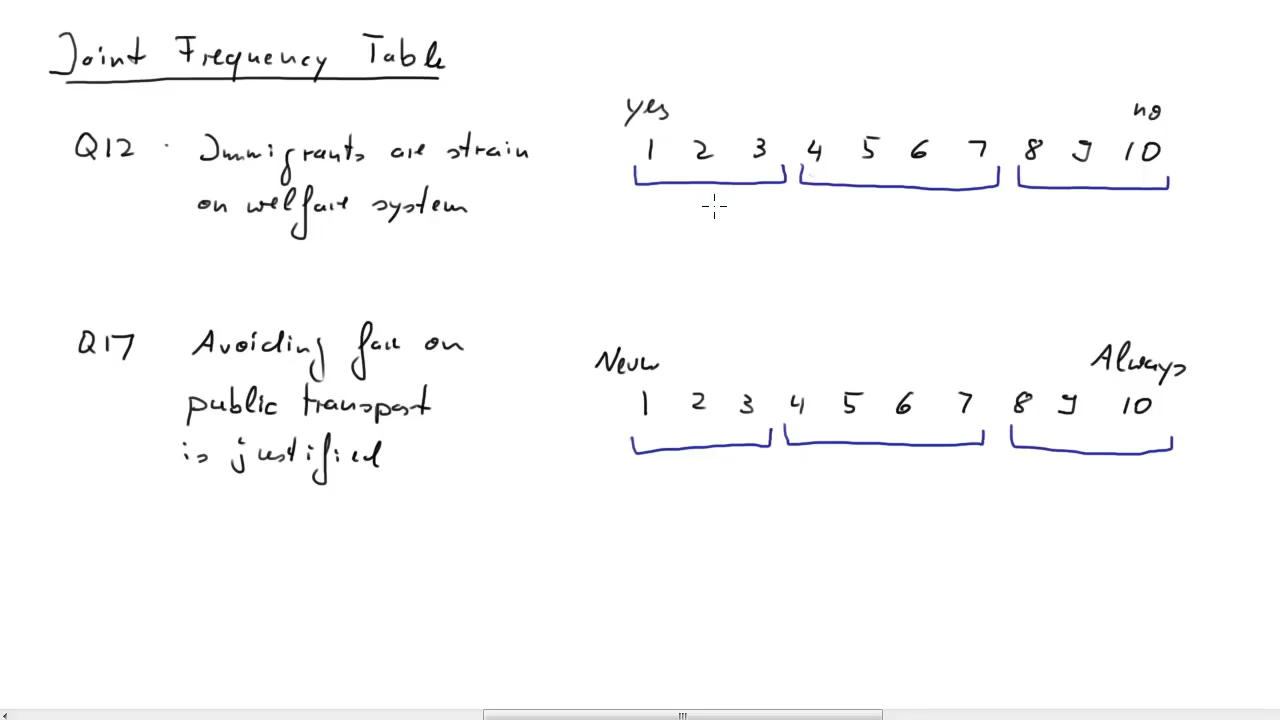 Joint Frequency Table
yes no
Q12 Immigrants are strain 1 2 3 4 5 6 7 8 9 10
on welfare system
Never Always
Q17 Avoiding fare on 1 2 3 4 5 6 7 8 9 10
public transport
is justified